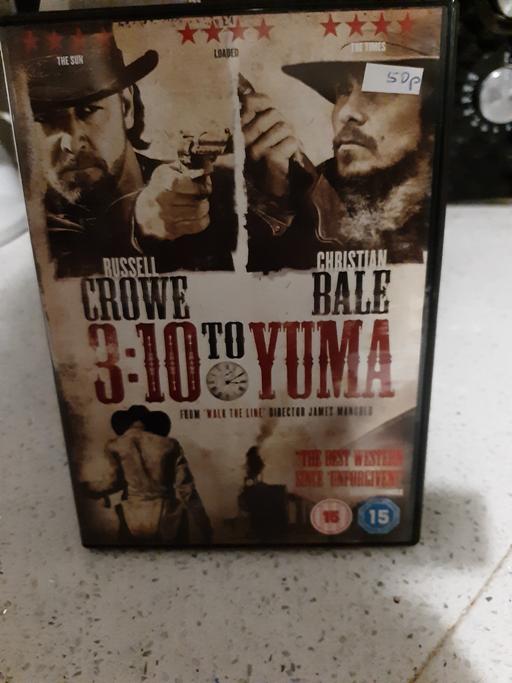 THE SUN
LOADED
THE TIMES
50p
RUSSELL
CROWE
CHRISTIAN
BALE
3:10 TO YUMA
FROM "WALK THE LINE" DIRECTOR JAMES MANGOLD
"THE BEST WESTERN
SINCE 'UNFORGIVEN'"
15 15